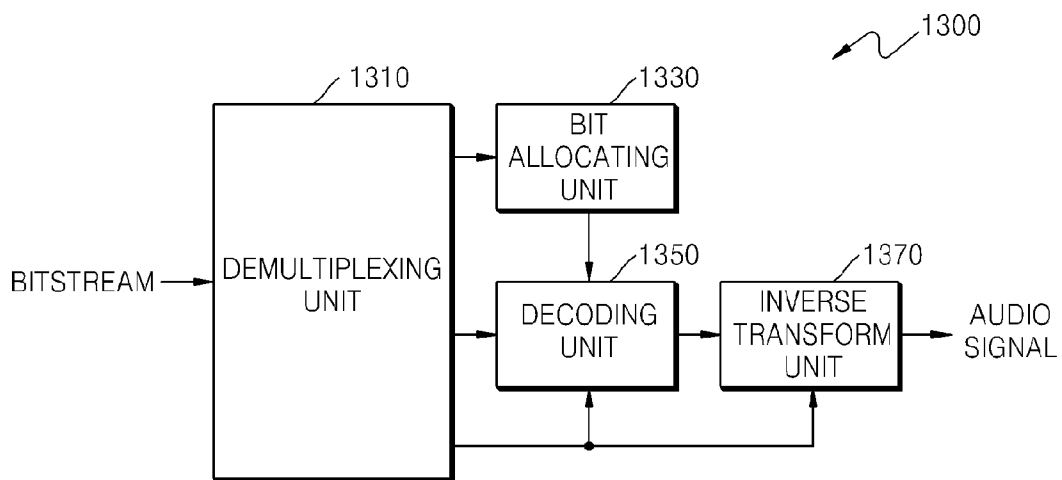 1300
1310
1330
BIT
ALLOCATING
UNIT
BITSTREAM
DEMULTIPLEXING
UNIT
1350
DECODING
UNIT
1370
INVERSE
TRANSFORM
UNIT
AUDIO
SIGNAL